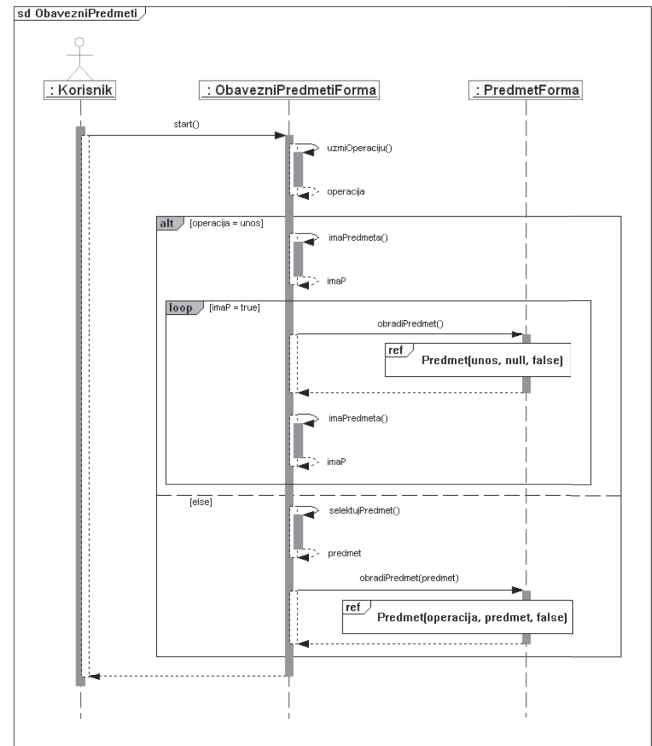 sd ObavezniPredmeti
: Korisnik
: ObavezniPredmetiForma
: PredmetForma
start()
uzmiOperaciju()
operacija
alt [operacija = unos]
imaPredmeta()
imaP
loop [imaP = true]
obradiPredmet()
ref
Predmet(unos, null, false)
imaPredmeta()
imaP
[else]
selektujPredmet()
predmet
obradiPredmet(predmet)
ref
Predmet(operacija, predmet, false)